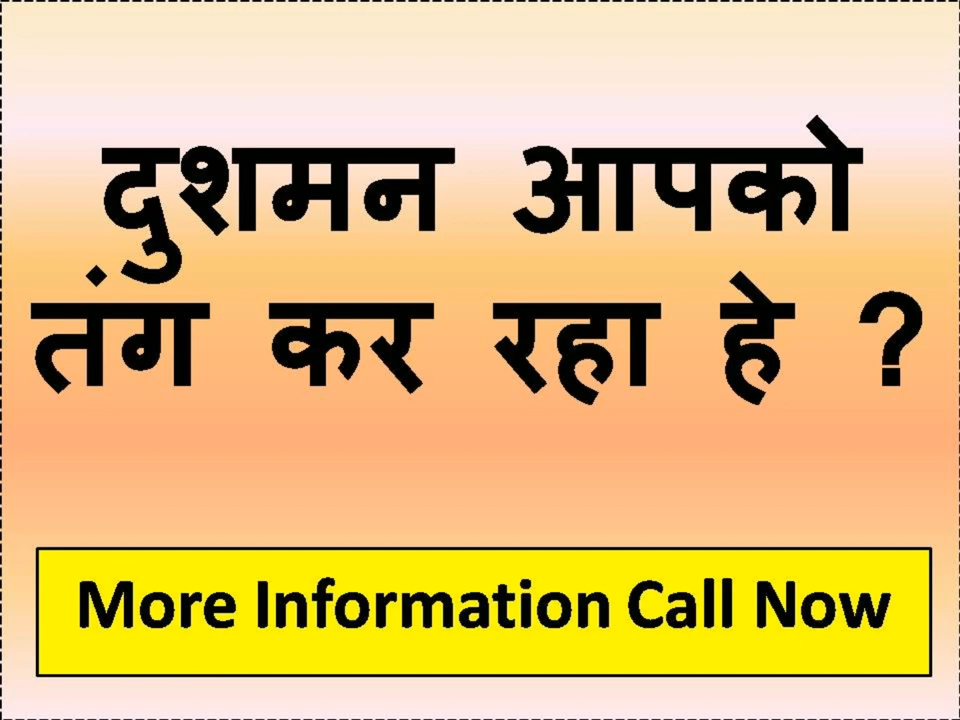 दुशमन आपको
तंग कर रहा हे ?
More Information Call Now